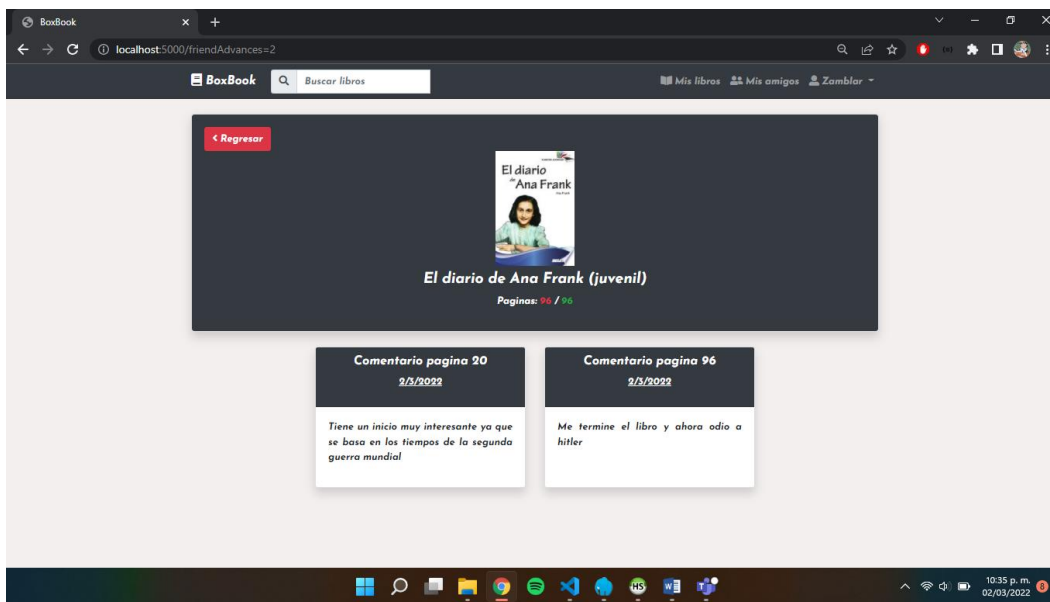 BoxBook
localhost:5000/friendAdvances=2
BoxBook Buscar libros Mis libros Mis amigos Zamblar
Regresar
El diario
de Ana Frank
El diario de Ana Frank (juvenil)
Paginas: 96 / 96
Comentario pagina 20
2/3/2022
Tiene un inicio muy interesante ya que
se basa en los tiempos de la segunda
guerra mundial
Comentario pagina 96
2/3/2022
Me termine el libro y ahora odio a
hitler
HS
10:35 p. m.
02/03/2022
8